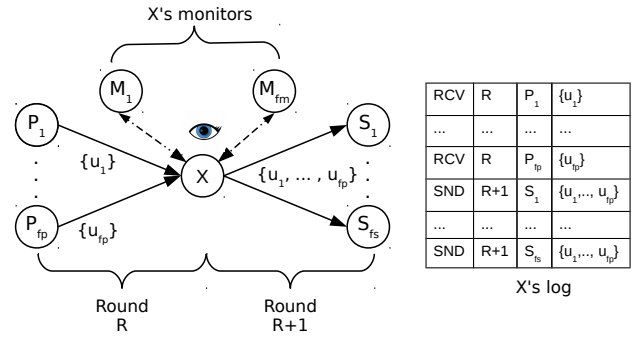 X's monitors
M1
Mfm
P1
S1
{u1}
X
{u1, ... , ufp}
Pfp
{ufp}
Sfs
Round
R
Round
R+1
RCV R P1 {u1}
... ... ... ...
RCV R Pfp {ufp}
SND R+1 S1 {u1,.., ufp}
... ... ... ...
SND R+1 Sfs {u1,.., ufp}
X's log